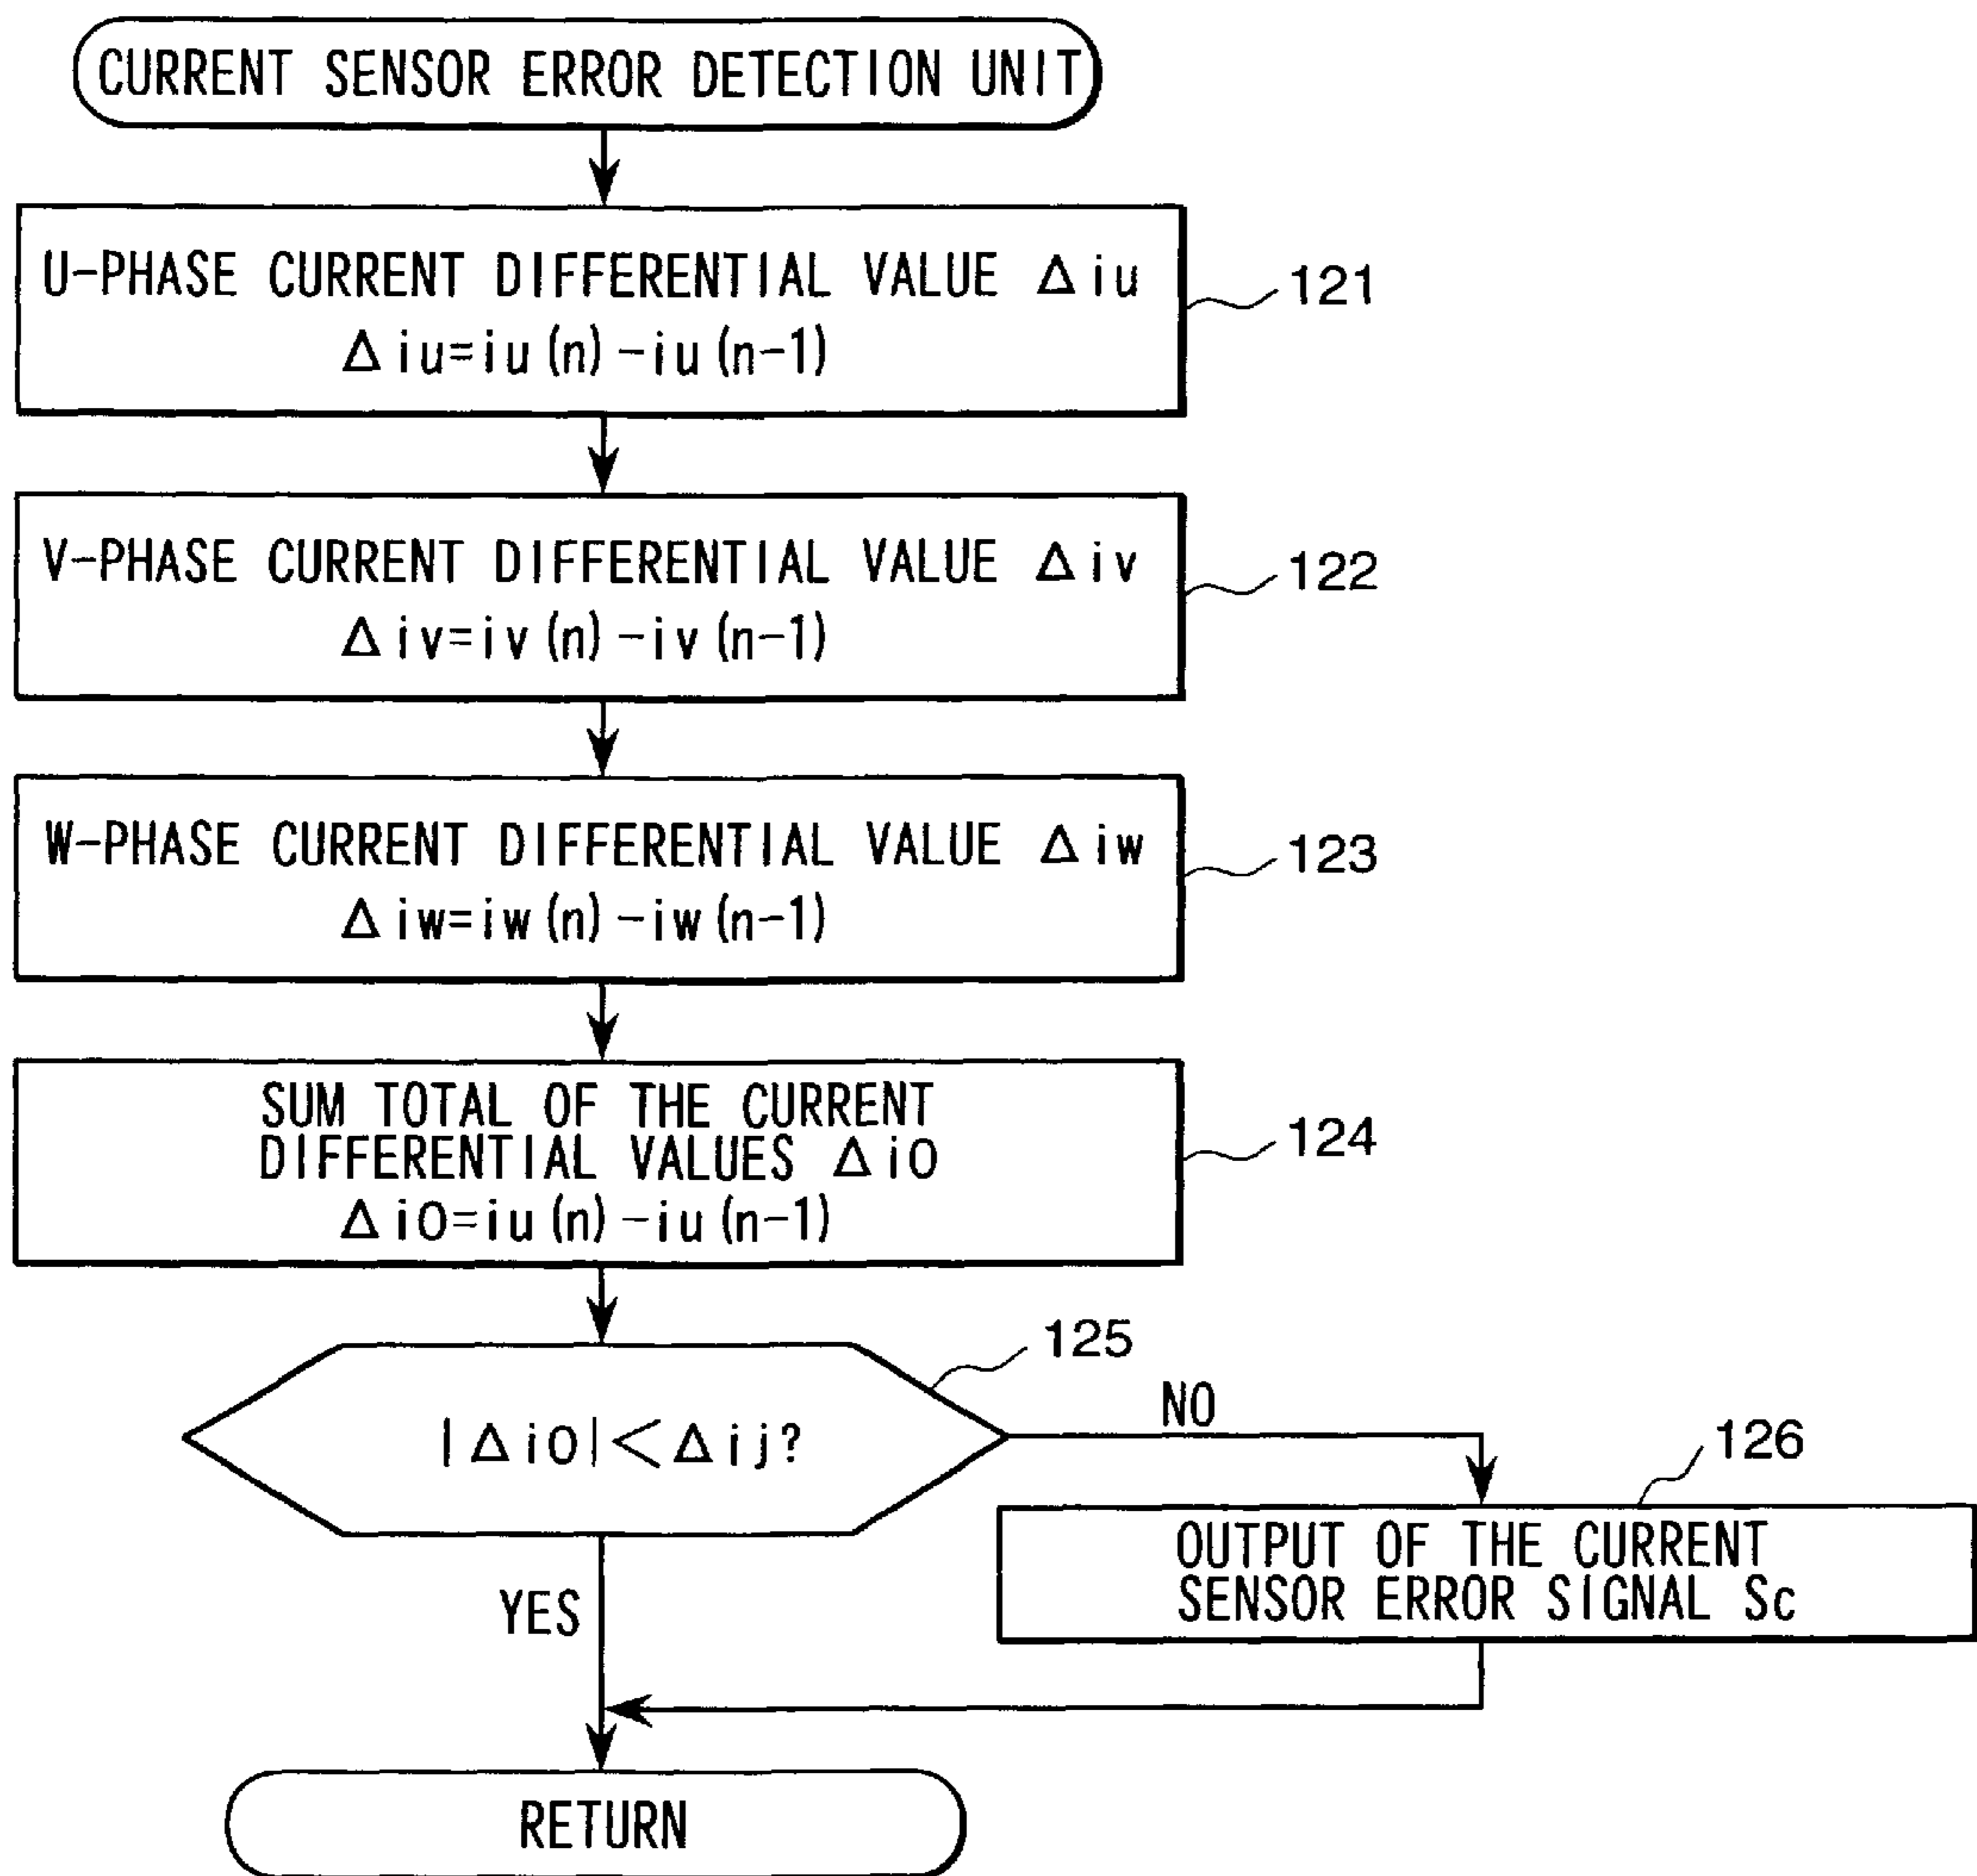 CURRENT SENSOR ERROR DETECTION UNIT
U-PHASE CURRENT DIFFERENTIAL VALUE Δiu
Δiu=iu(n)-iu(n-1)
121
V-PHASE CURRENT DIFFERENTIAL VALUE Δiv
Δiv=iv(n)-iv(n-1)
122
W-PHASE CURRENT DIFFERENTIAL VALUE Δiw
Δiw=iw(n)-iw(n-1)
123
SUM TOTAL OF THE CURRENT
DIFFERENTIAL VALUES Δio
Δio=iu(n)-iu(n-1)
124
|Δio|<Δij?
125
NO
126
OUTPUT OF THE CURRENT
SENSOR ERROR SIGNAL Sc
YES
RETURN